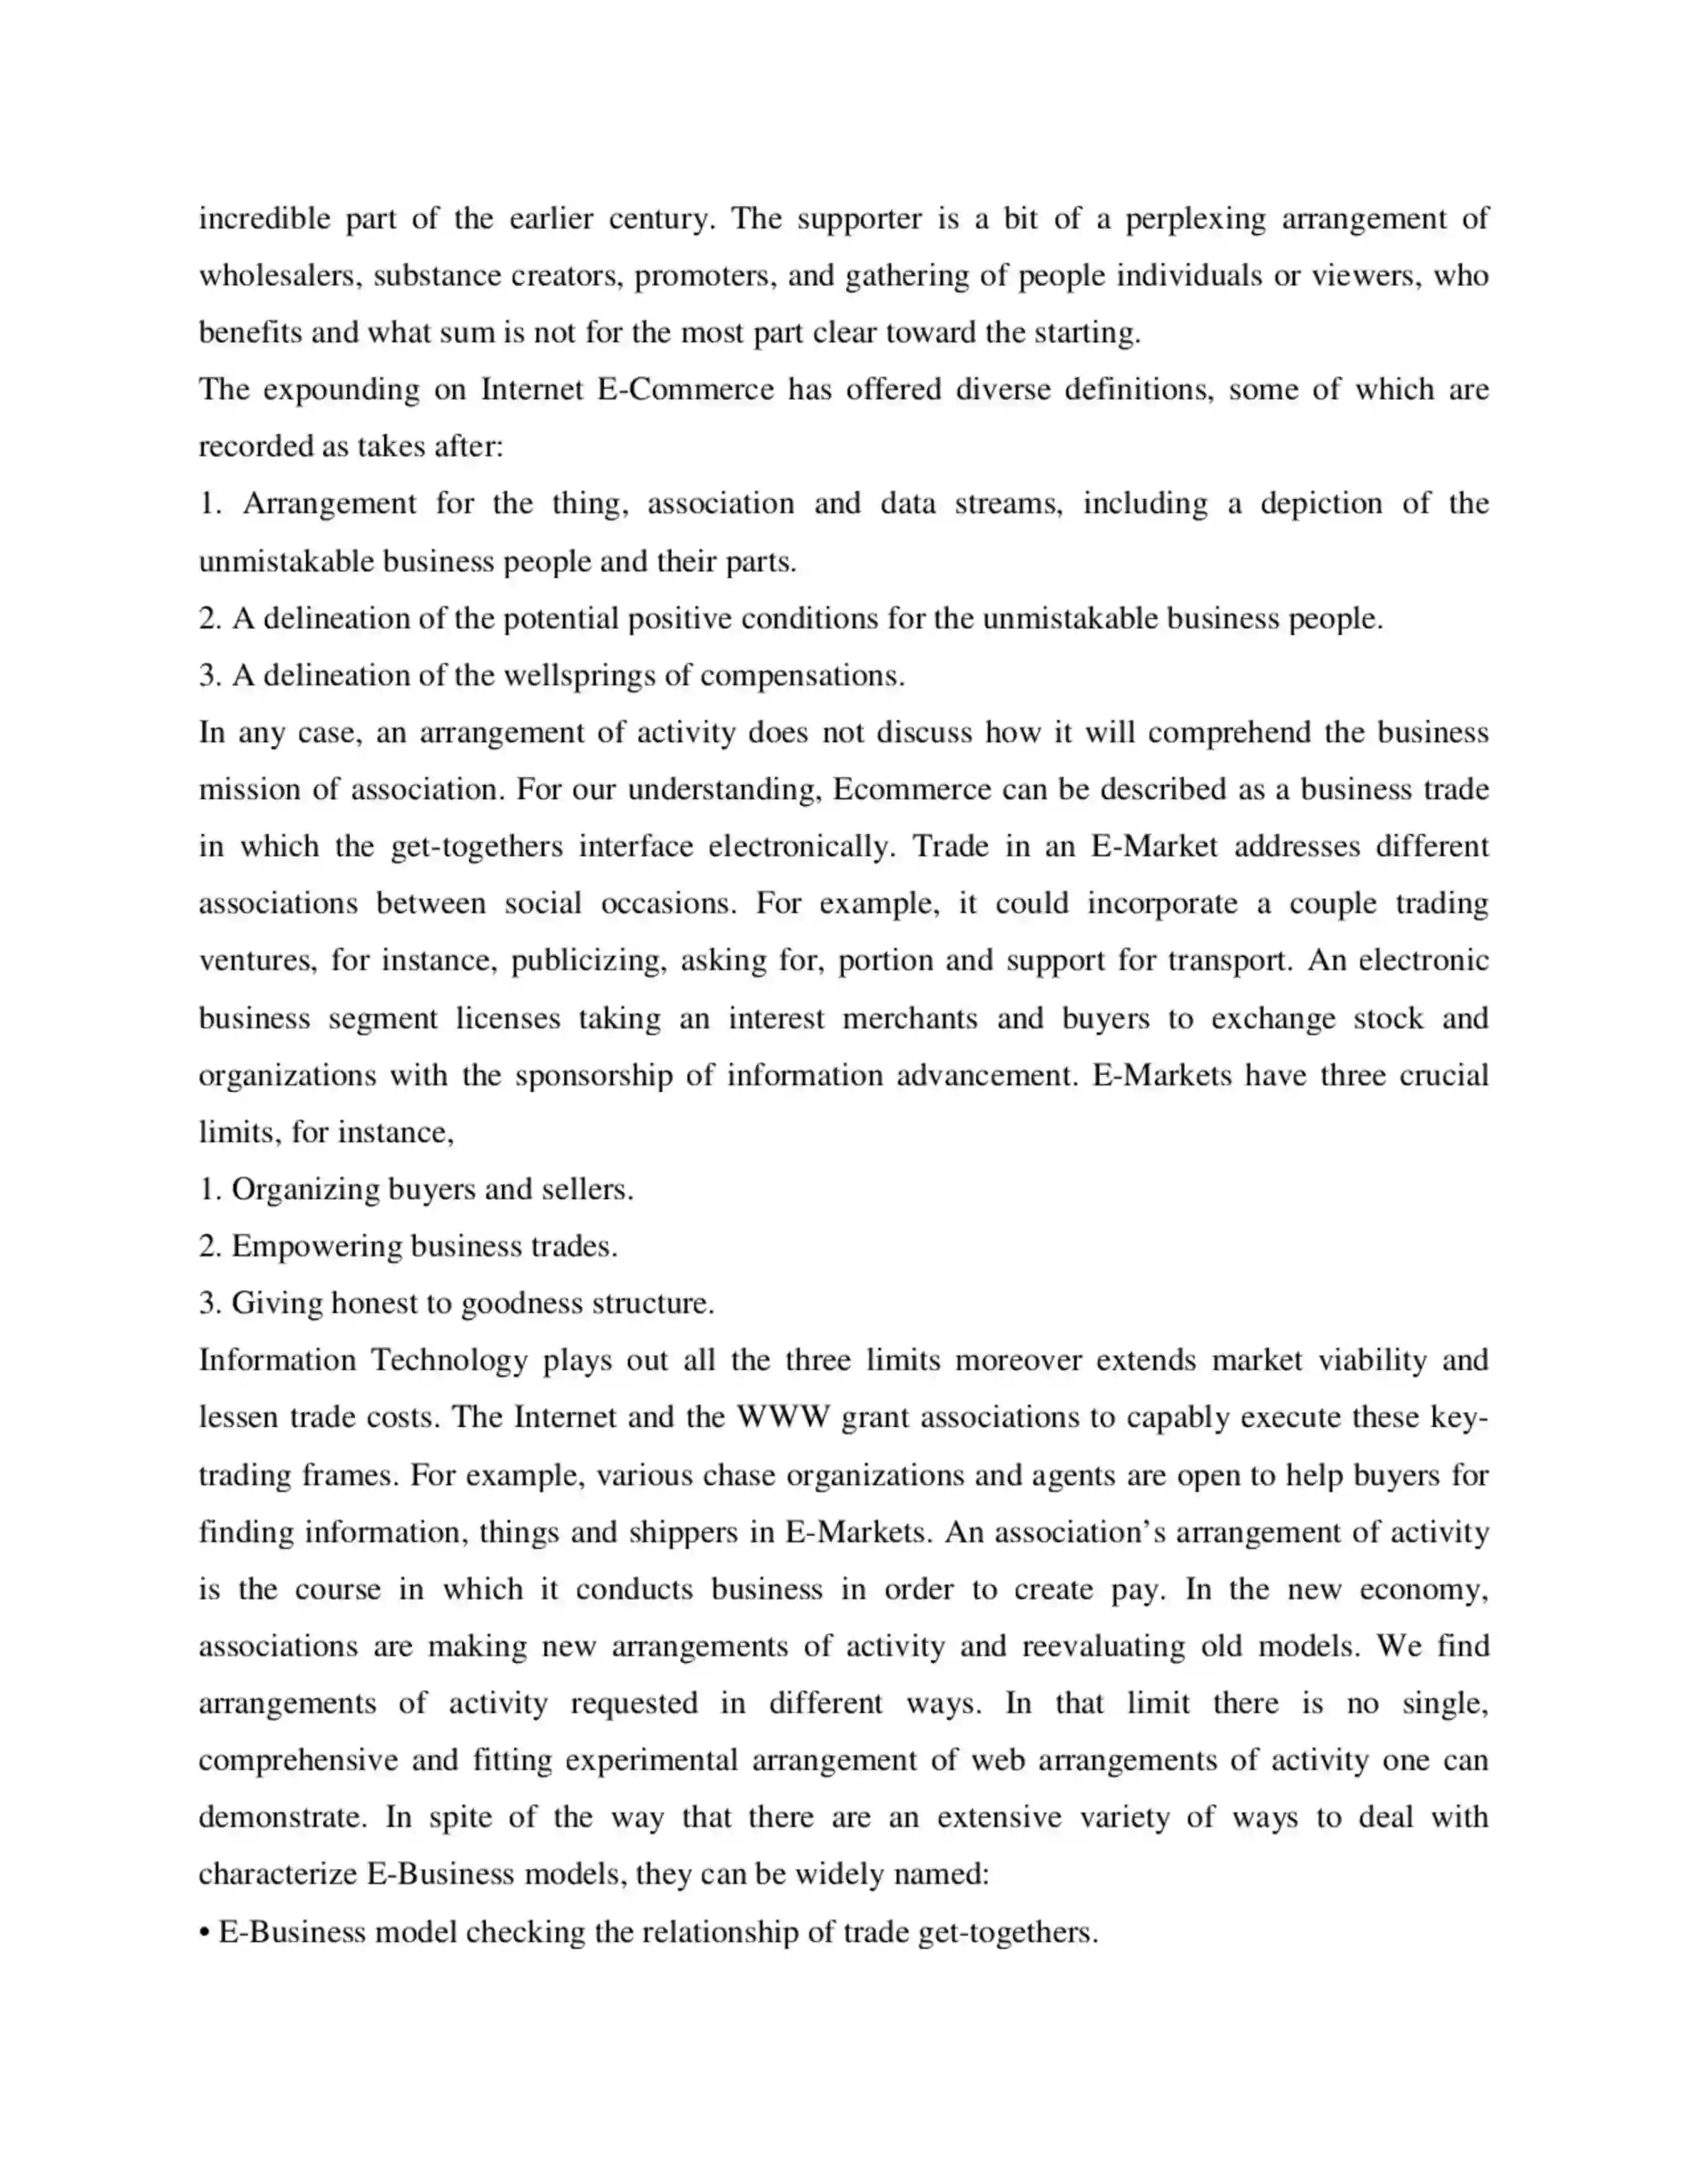 incredible part of the earlier century. The supporter is a bit of a perplexing arrangement of
wholesalers, substance creators, promoters, and gathering of people individuals or viewers, who
benefits and what sum is not for the most part clear toward the starting.
The expounding on Internet E-Commerce has offered diverse definitions, some of which are
recorded as takes after:
1. Arrangement for the thing, association and data streams, including a depiction of the
unmistakable business people and their parts.
2. A delineation of the potential positive conditions for the unmistakable business people.
3. A delineation of the wellsprings of compensations.
In any case, an arrangement of activity does not discuss how it will comprehend the business
mission of association. For our understanding, Ecommerce can be described as a business trade
in which the get-togethers interface electronically. Trade in an E-Market addresses different
associations between social occasions. For example, it could incorporate a couple trading
ventures, for instance, publicizing, asking for, portion and support for transport. An electronic
business segment licenses taking an interest merchants and buyers to exchange stock and
organizations with the sponsorship of information advancement. E-Markets have three crucial
limits, for instance,
1. Organizing buyers and sellers.
2. Empowering business trades.
3. Giving honest to goodness structure.
Information Technology plays out all the three limits moreover extends market viability and
lessen trade costs. The Internet and the WWW grant associations to capably execute these key-
trading frames. For example, various chase organizations and agents are open to help buyers for
finding information, things and shippers in E-Markets. An association’s arrangement of activity
is the course in which it conducts business in order to create pay. In the new economy,
associations are making new arrangements of activity and reevaluating old models. We find
arrangements of activity requested in different ways. In that limit there is no single,
comprehensive and fitting experimental arrangement of web arrangements of activity one can
demonstrate. In spite of the way that there are an extensive variety of ways to deal with
characterize E-Business models, they can be widely named:
• E-Business model checking the relationship of trade get-togethers.